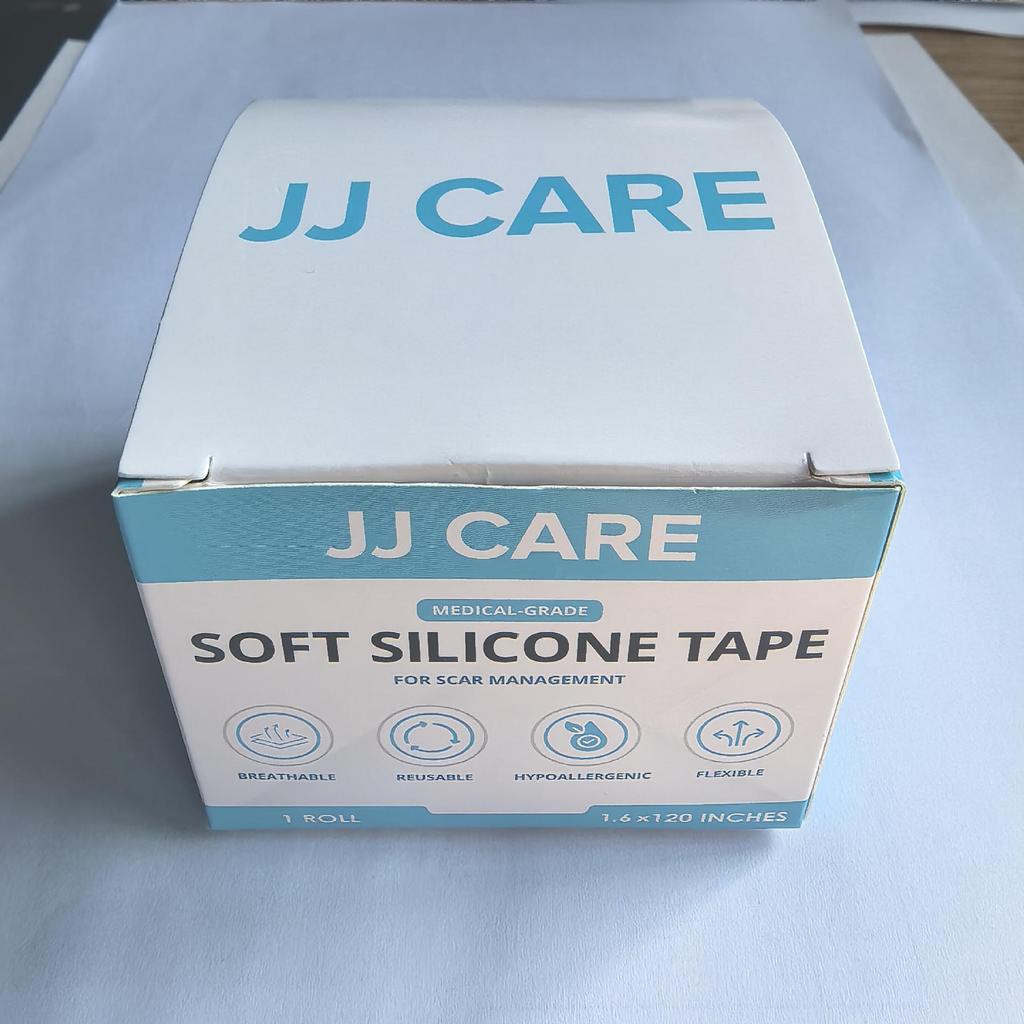 JJ CARE
JJ CARE
MEDICAL-GRADE
SOFT SILICONE TAPE
FOR SCAR MANAGEMENT
BREATHABLE REUSABLE HYPOALLERGENIC FLEXIBLE
1 ROLL 1.6 x 120 INCHES